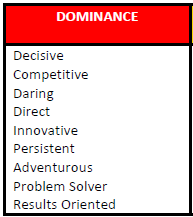 DOMINANCE
Decisive
Competitive
Daring
Direct
Innovative
Persistent
Adventurous
Problem Solver
Results Oriented